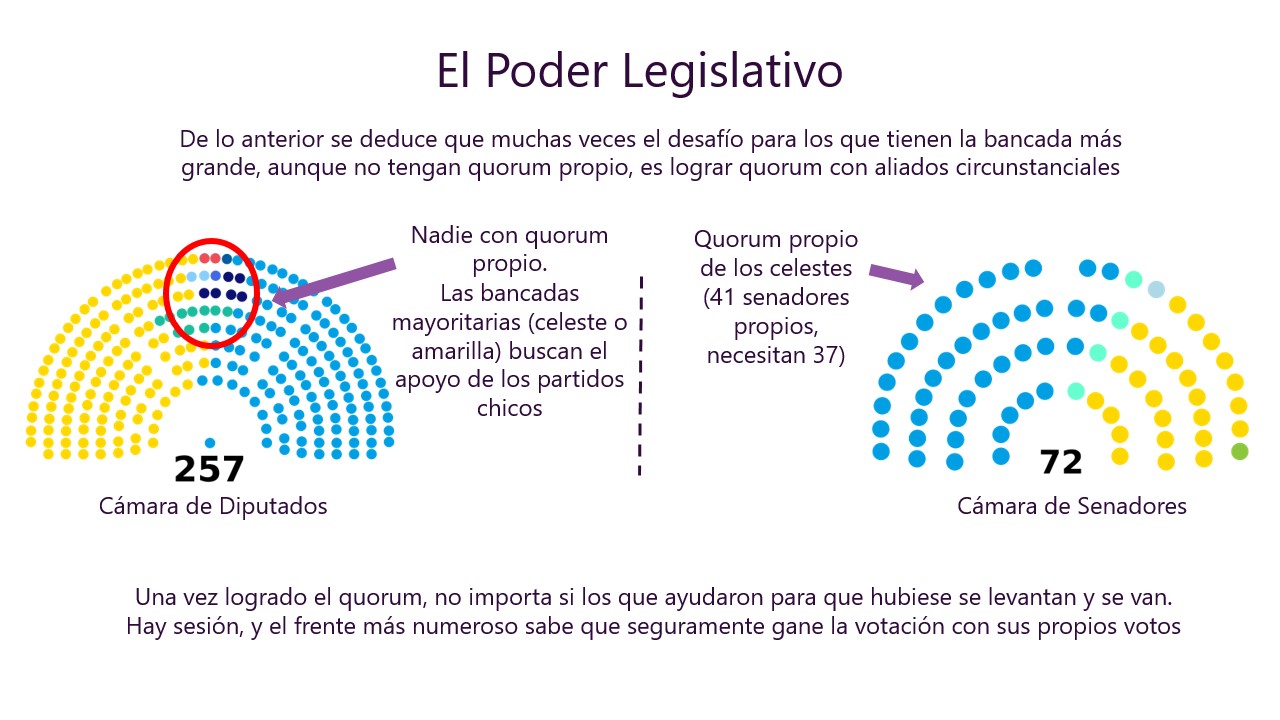 El Poder Legislativo
De lo anterior se deduce que muchas veces el desafío para los que tienen la bancada más
grande, aunque no tengan quorum propio, es lograr quorum con aliados circunstanciales
Nadie con quorum
propio.
Las bancadas
mayoritarias (celeste o
amarilla) buscan el
apoyo de los partidos
chicos
Quorum propio
de los celestes
(41 senadores
propios,
necesitan 37)
257
Cámara de Diputados
72
Cámara de Senadores
Una vez logrado el quorum, no importa si los que ayudaron para que hubiese se levantan y se van.
Hay sesión, y el frente más numeroso sabe que seguramente gane la votación con sus propios votos